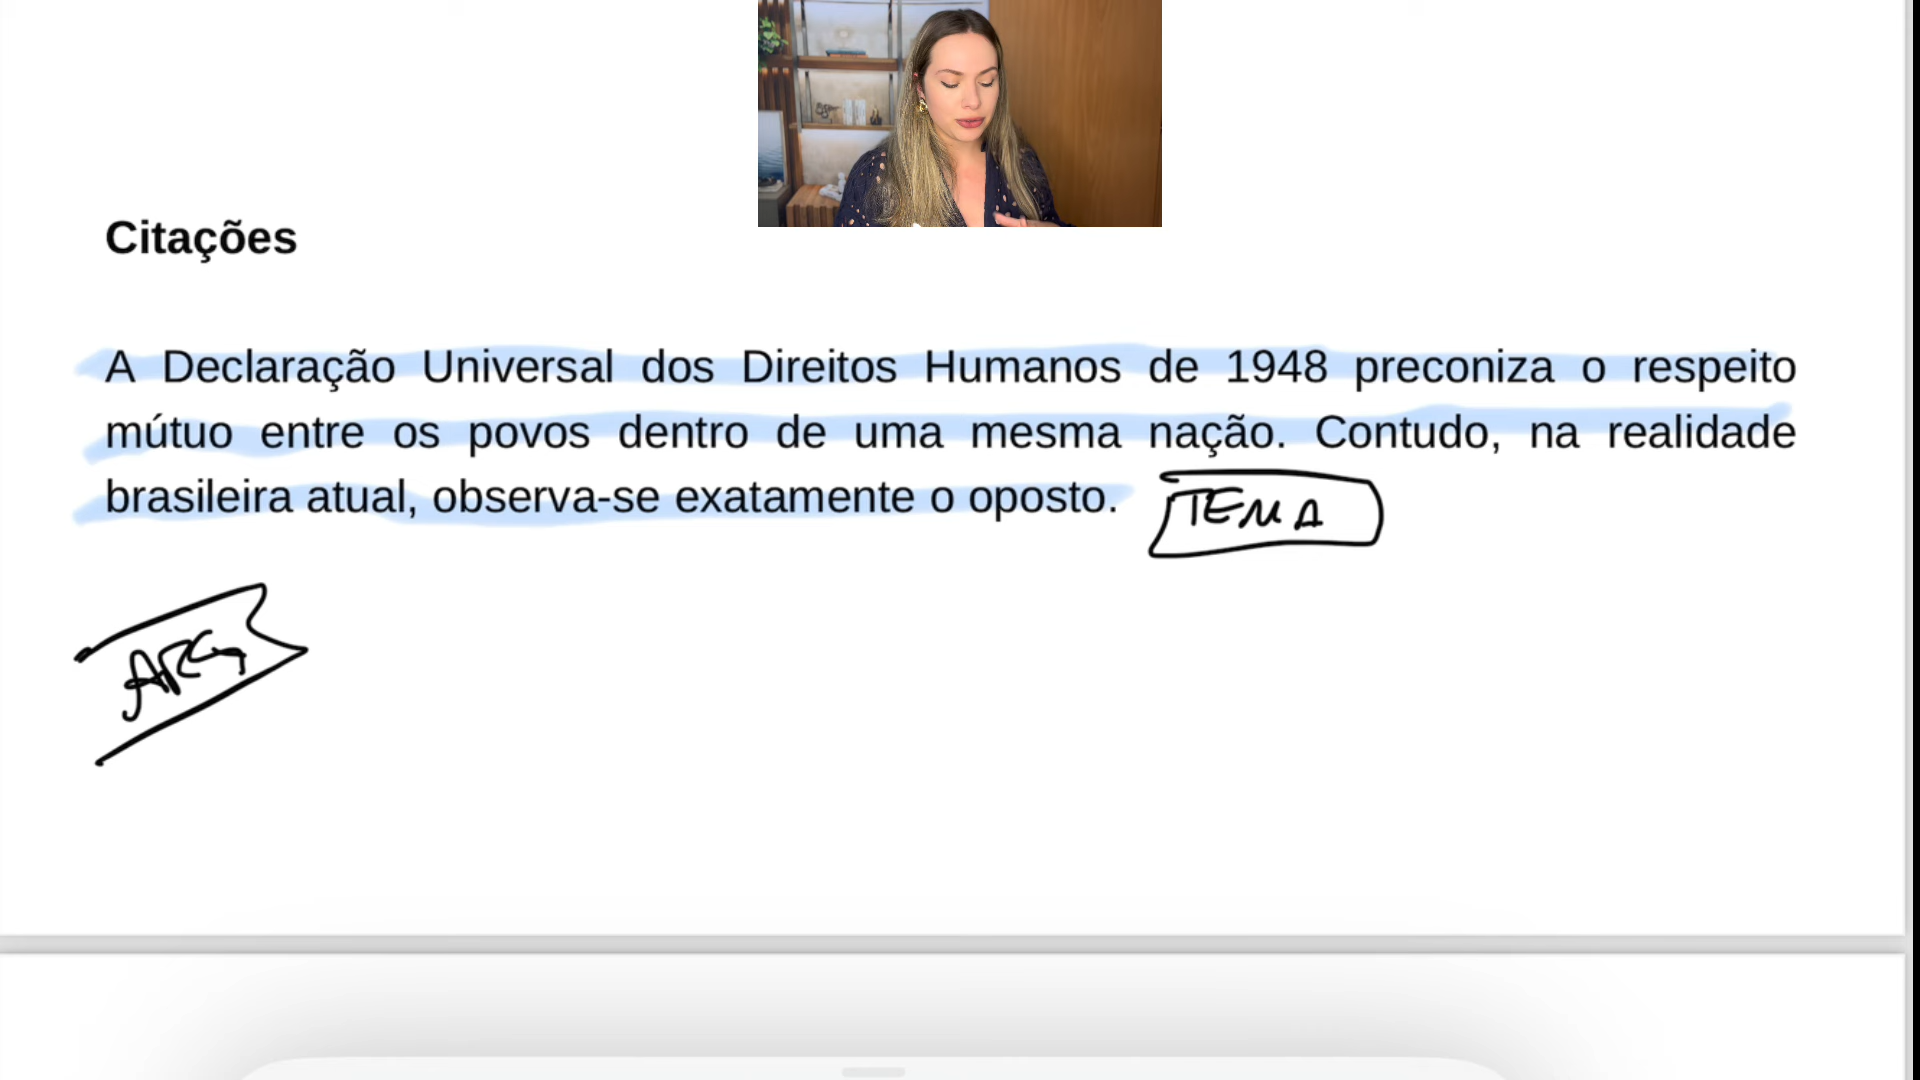 Citações
A Declaração Universal dos Direitos Humanos de 1948 preconiza o respeito
mútuo entre os povos dentro de uma mesma nação. Contudo, na realidade
brasileira atual, observa-se exatamente o oposto.
TEMA
ARG